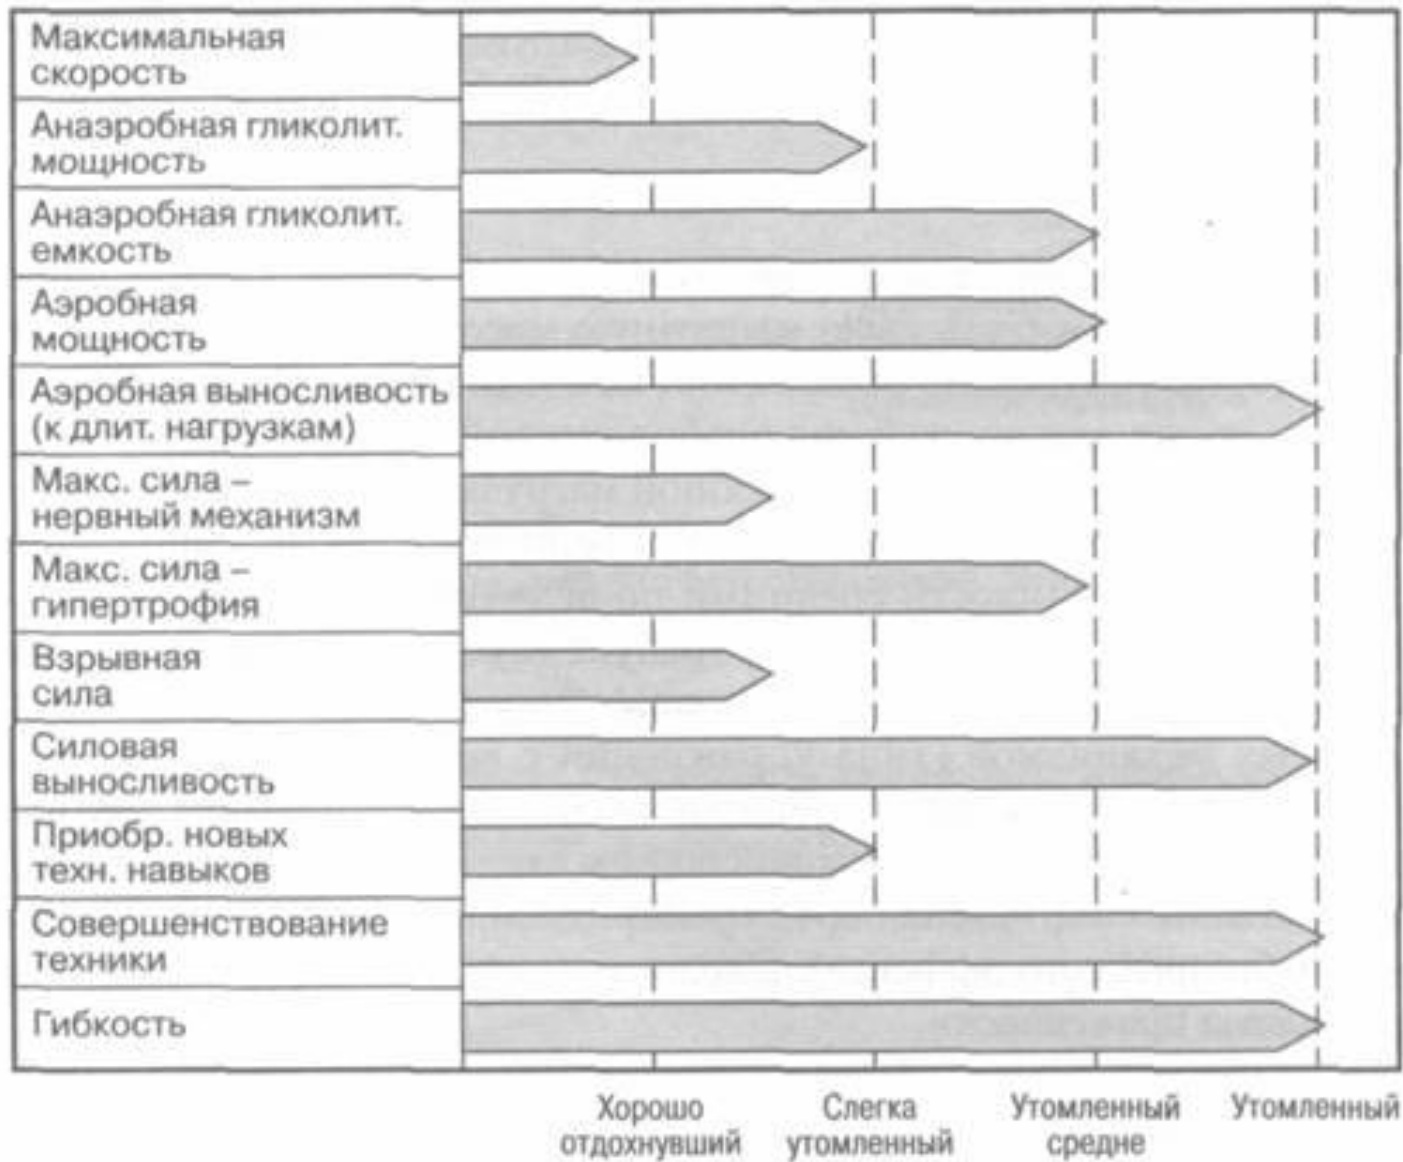 Максимальная
скорость
Анаэробная гликолит.
мощность
Анаэробная гликолит.
емкость
Аэробная
мощность
Аэробная выносливость
(к длит. нагрузкам)
Макс. сила –
нервный механизм
Макс. сила –
гипертрофия
Взрывная
сила
Силовая
выносливость
Приобр. новых
техн. навыков
Совершенствование
техники
Гибкость
Хорошо
отдохнувший
Слегка
утомленный
Утомленный
средне
Утомленный